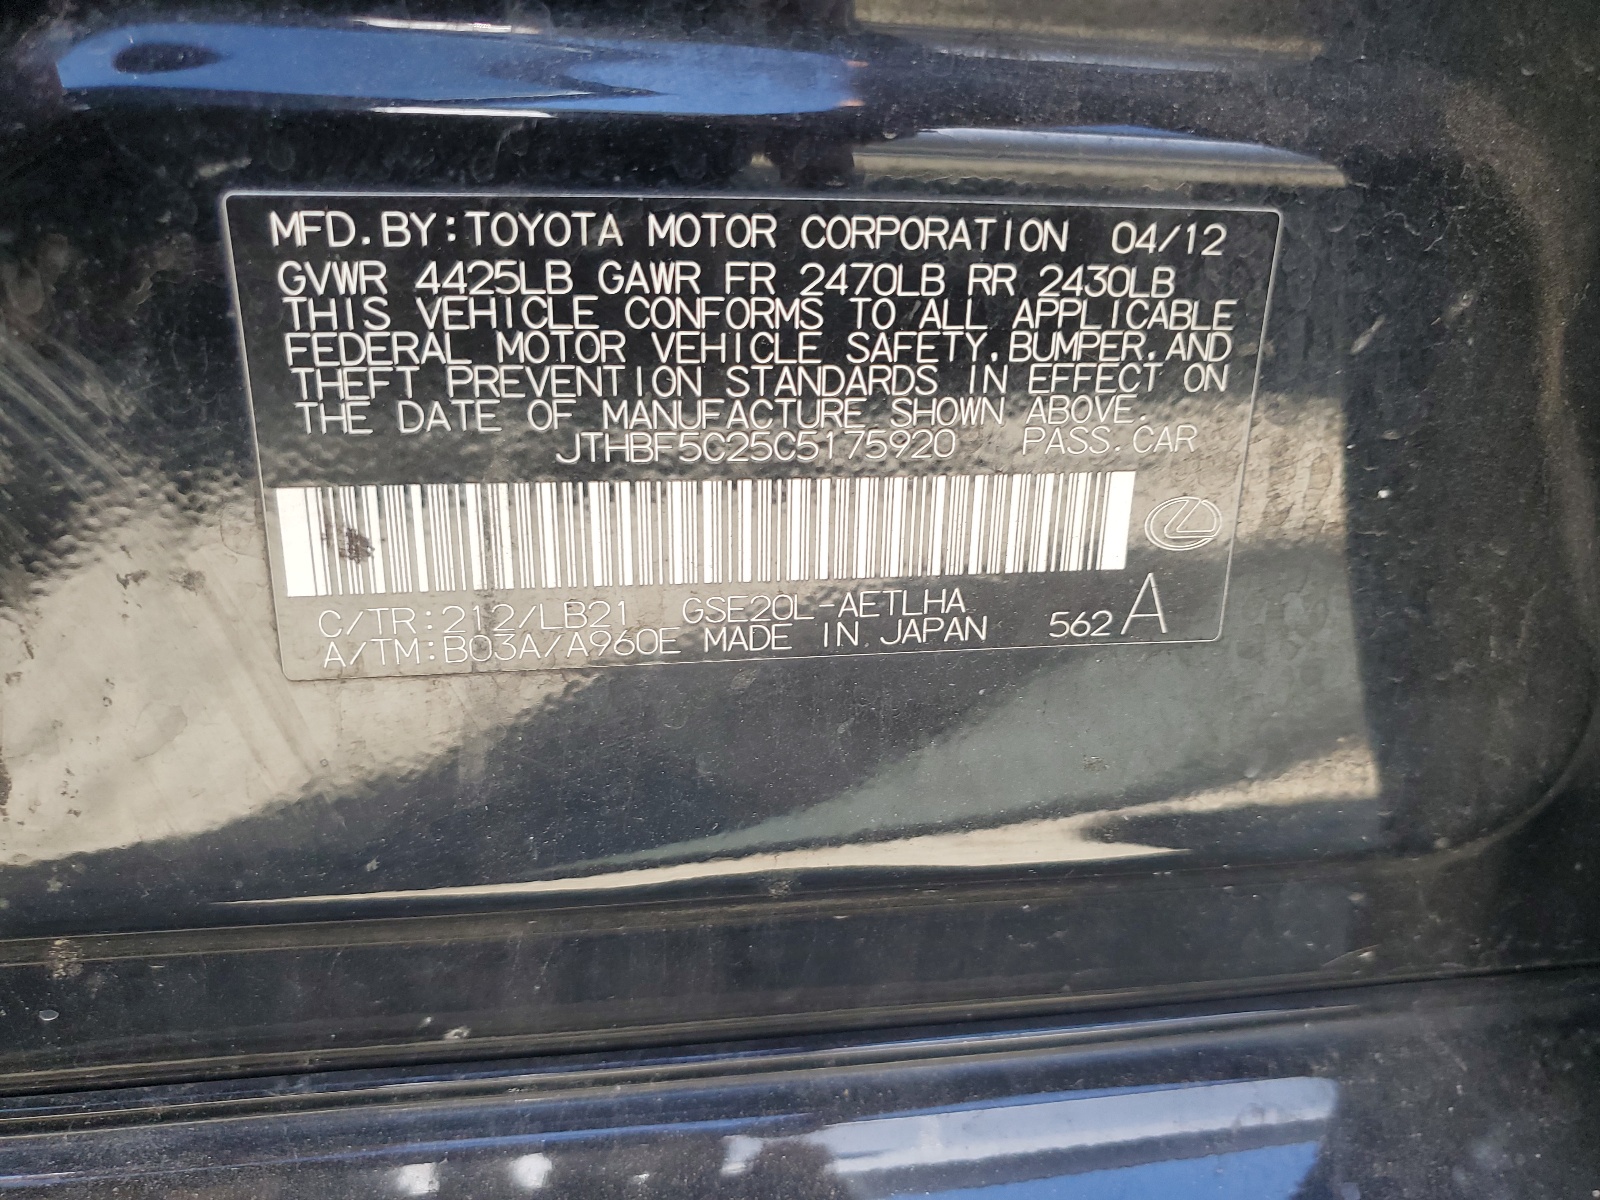 MFD. BY: TOYOTA MOTOR CORPORATION 04/12
GVWR 4425LB GAWR FR 2470LB RR 2430LB
THIS VEHICLE CONFORMS TO ALL APPLICABLE
FEDERAL MOTOR VEHICLE SAFETY, BUMPER, AND
THEFT PREVENTION STANDARDS IN EFFECT ON
THE DATE OF MANUFACTURE SHOWN ABOVE.
JTHBF5C25C5175920 PASS. CAR
C/TR: 212/LB21 GSE20L-AETLHA
A/TM: B03A/A960E MADE IN JAPAN 562 A